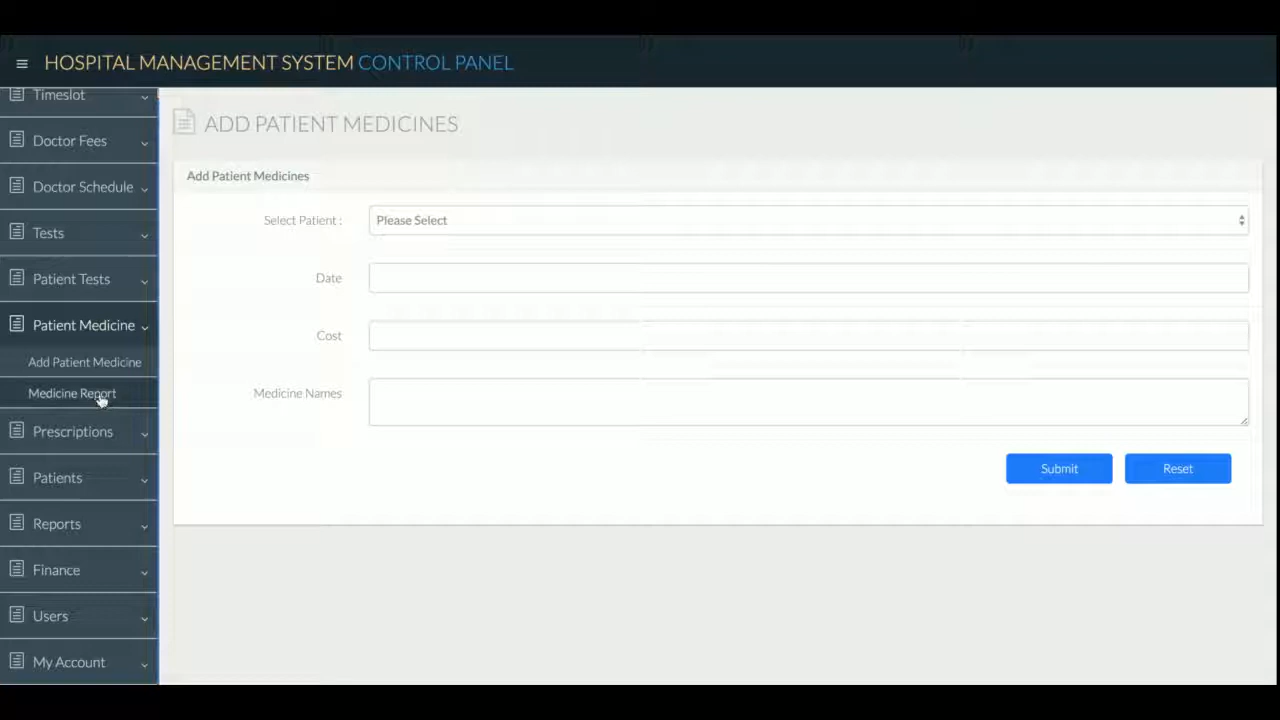 HOSPITAL MANAGEMENT SYSTEM CONTROL PANEL
Timeslot
Doctor Fees
Doctor Schedule
Tests
Patient Tests
Patient Medicine
Add Patient Medicine
Medicine Report
Prescriptions
Patients
Reports
Finance
Users
My Account
ADD PATIENT MEDICINES
Add Patient Medicines
Select Patient : Please Select
Date
Cost
Medicine Names
Submit Reset